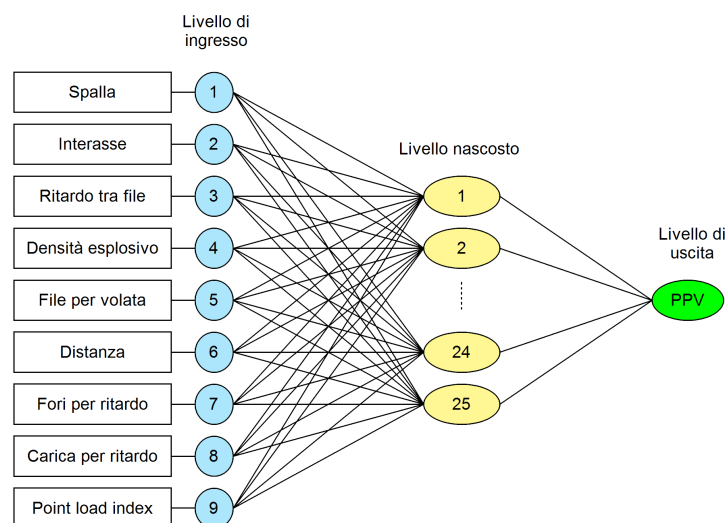 Livello di
ingresso
Spalla
1
Interasse
2
Ritardo tra file
3
Densità esplosivo
4
File per volata
5
Distanza
6
Fori per ritardo
7
Carica per ritardo
8
Point load index
9
Livello nascosto
1
2
24
25
Livello di
uscita
PPV